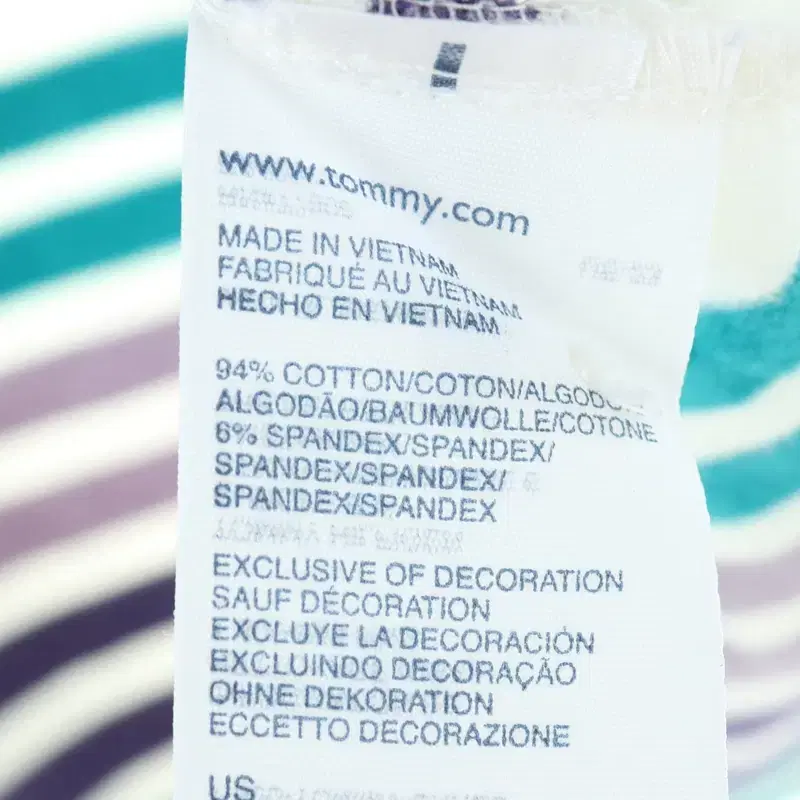 www.tommy.com
MADE IN VIETNAM
FABRIQUÉ AU VIETNAM
HECHO EN VIETNAM
94% COTTON/COTON/
ALGODÃO/BAUMWOLLE/COTONE
6% SPANDEX/SPANDEX/
SPANDEX/SPANDEX/
SPANDEX/SPANDEX
EXCLUSIVE OF DECORATION
SAUF DÉCORATION
EXCLUYE LA DECORACIÓN
EXCLUINDO DECORAÇÃO
OHNE DEKORATION
ECCETTO DECORAZIONE
US